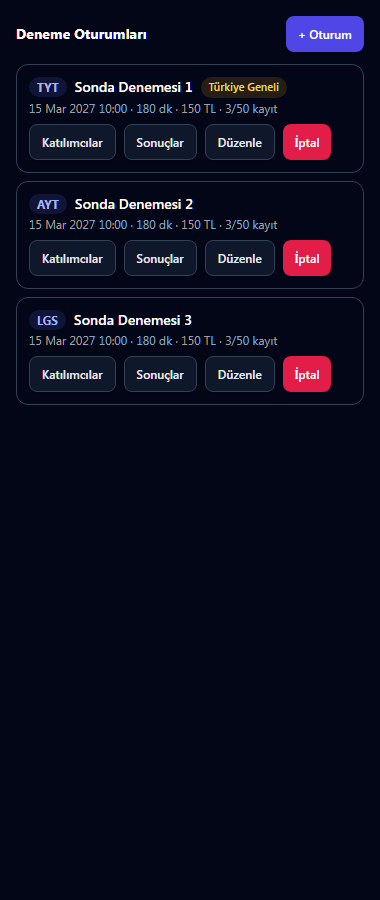 Deneme Oturumları
+ Oturum
TYT Sonda Denemesi 1 Türkiye Geneli
15 Mar 2027 10:00 · 180 dk · 150 TL · 3/50 kayıt
Katılımcılar Sonuçlar Düzenle İptal
AYT Sonda Denemesi 2
15 Mar 2027 10:00 · 180 dk · 150 TL · 3/50 kayıt
Katılımcılar Sonuçlar Düzenle İptal
LGS Sonda Denemesi 3
15 Mar 2027 10:00 · 180 dk · 150 TL · 3/50 kayıt
Katılımcılar Sonuçlar Düzenle İptal